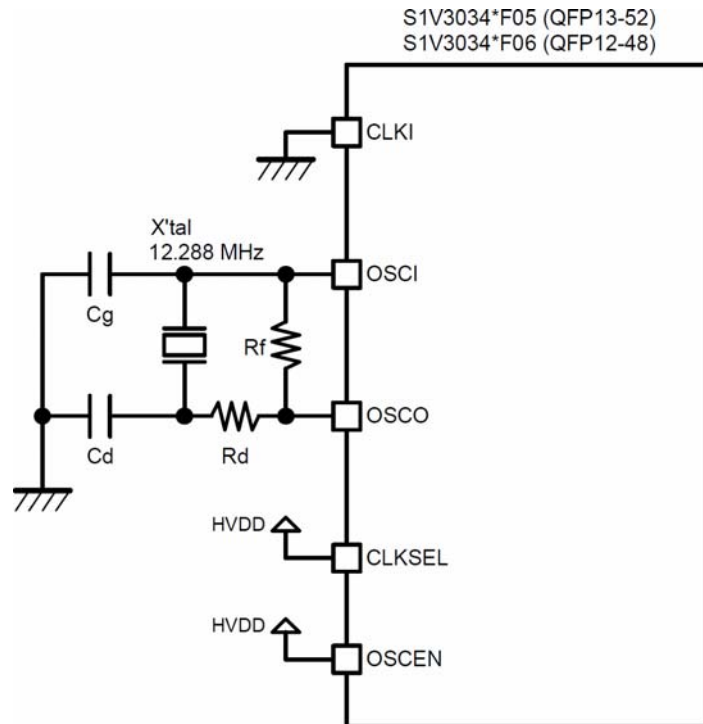 S1V3034*F05 (QFP13-52)
S1V3034*F06 (QFP12-48)
CLKI
X'tal
12.288 MHz
OSCI
Cg
Rf
OSCO
Cd
Rd
HVDD
CLKSEL
HVDD
OSCEN